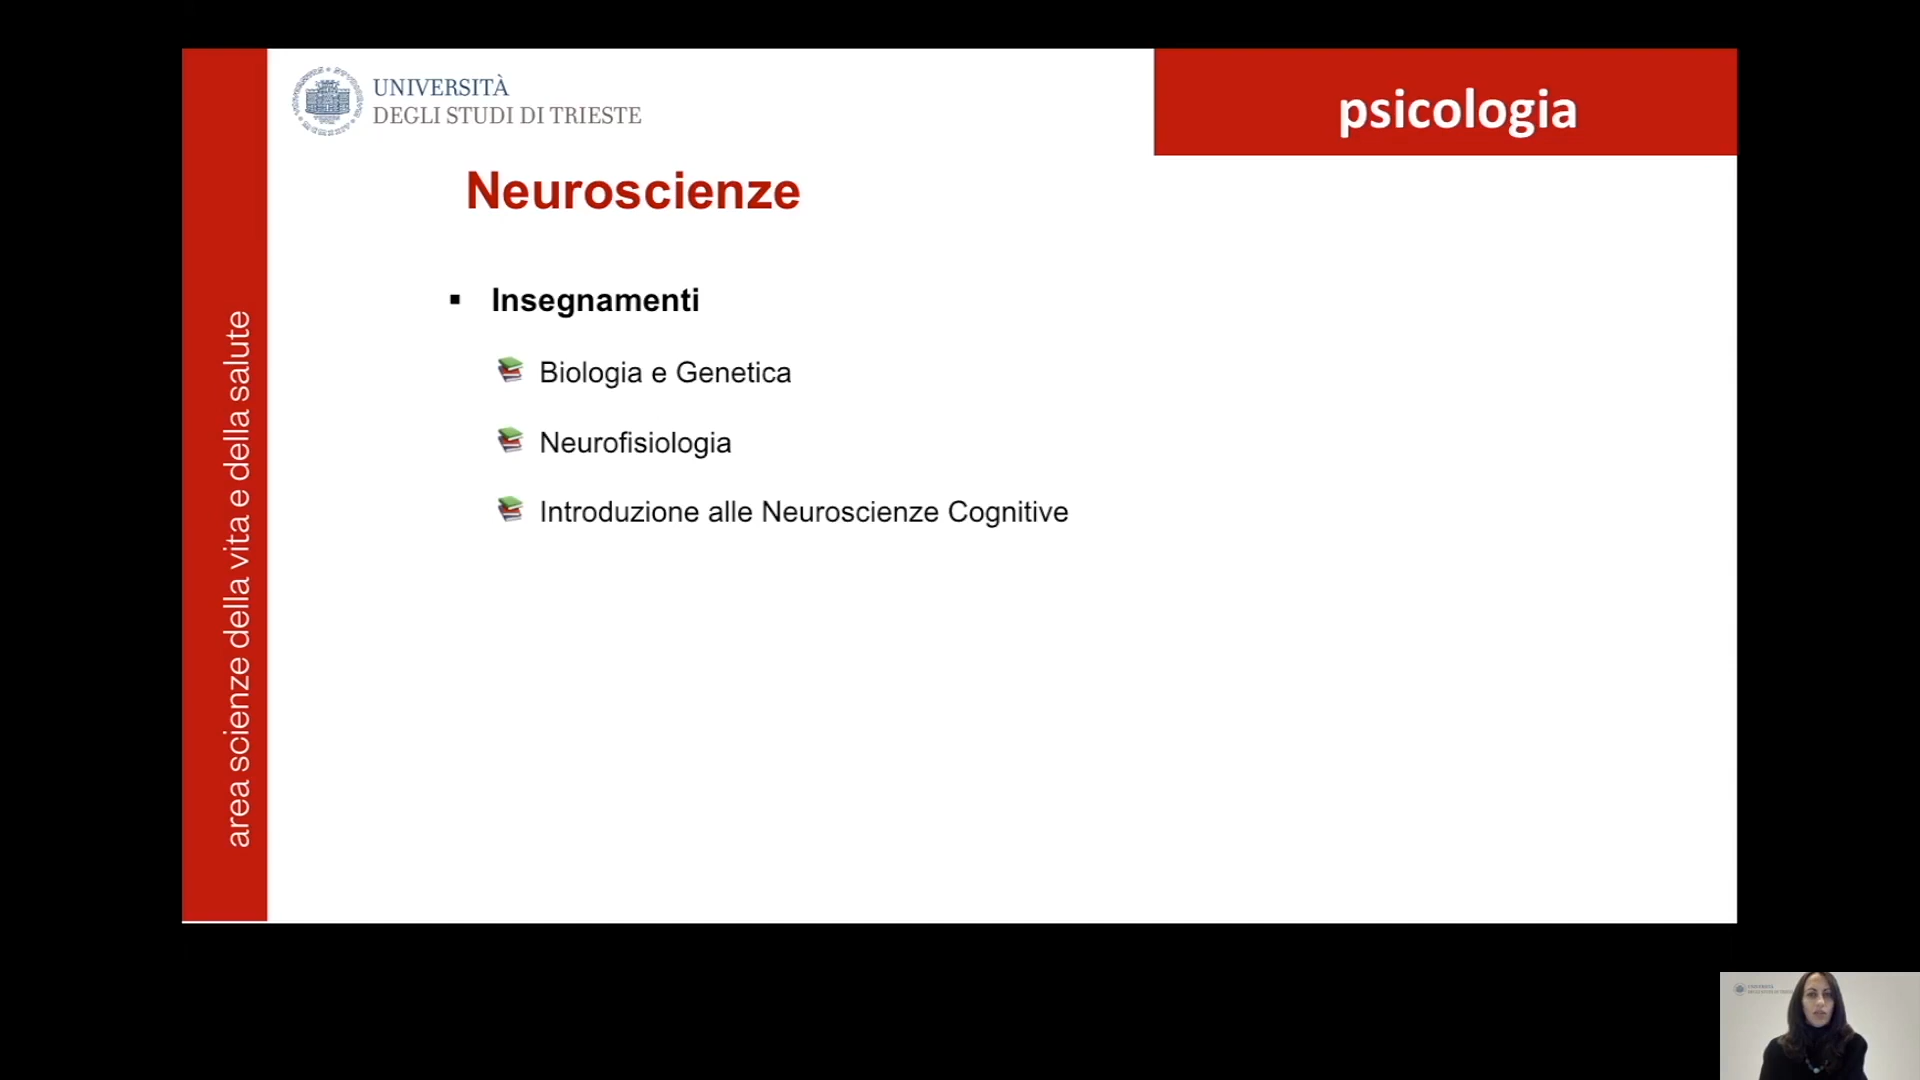 UNIVERSITÀ
DEGLI STUDI DI TRIESTE
psicologia
Neuroscienze
Insegnamenti
Biologia e Genetica
Neurofisiologia
Introduzione alle Neuroscienze Cognitive
area scienze della vita e della salute